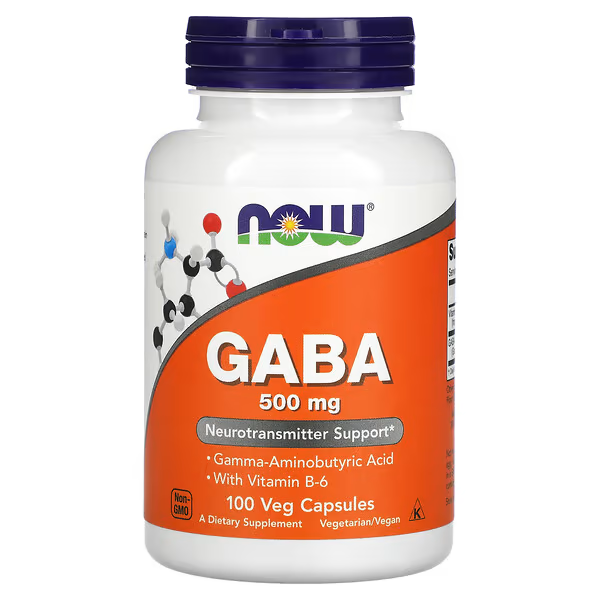 NOW®
GABA
500 mg
Neurotransmitter Support*
• Gamma-Aminobutyric Acid
• With Vitamin B-6
100 Veg Capsules
Non-
GMO
A Dietary Supplement Vegetarian/Vegan
K